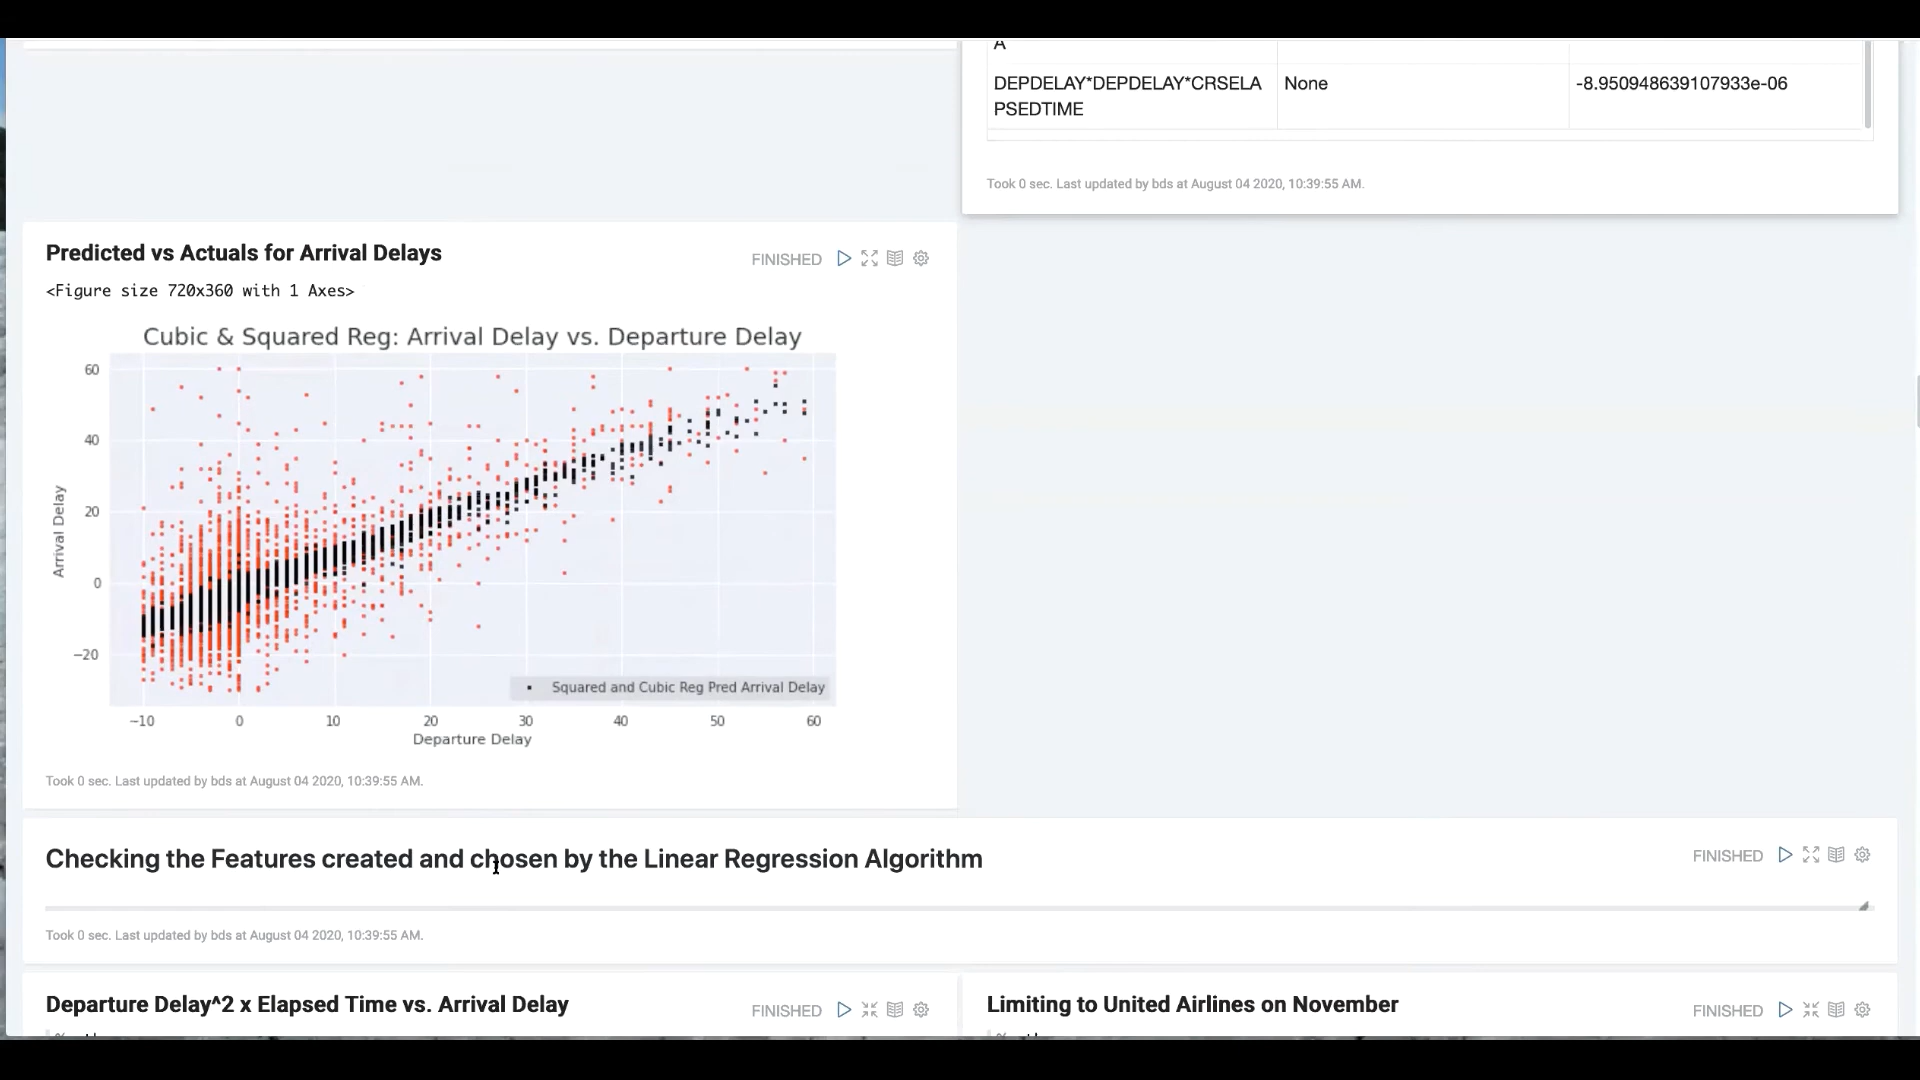 A
DEPDELAY*DEPDELAY*CRSELA
PSEDTIME
None
-8.950948639107933e-06
Took 0 sec. Last updated by bds at August 04 2020, 10:39:55 AM.
Predicted vs Actuals for Arrival Delays
FINISHED
<Figure size 720x360 with 1 Axes>
Cubic & Squared Reg: Arrival Delay vs. Departure Delay
60
40
20
0
−20
Arrival Delay
Squared and Cubic Reg Pred Arrival Delay
−10 0 10 20 30 40 50 60
Departure Delay
Took 0 sec. Last updated by bds at August 04 2020, 10:39:55 AM.
Checking the Features created and chosen by the Linear Regression Algorithm
FINISHED
Took 0 sec. Last updated by bds at August 04 2020, 10:39:55 AM.
Departure Delay^2 x Elapsed Time vs. Arrival Delay
FINISHED
Limiting to United Airlines on November
FINISHED